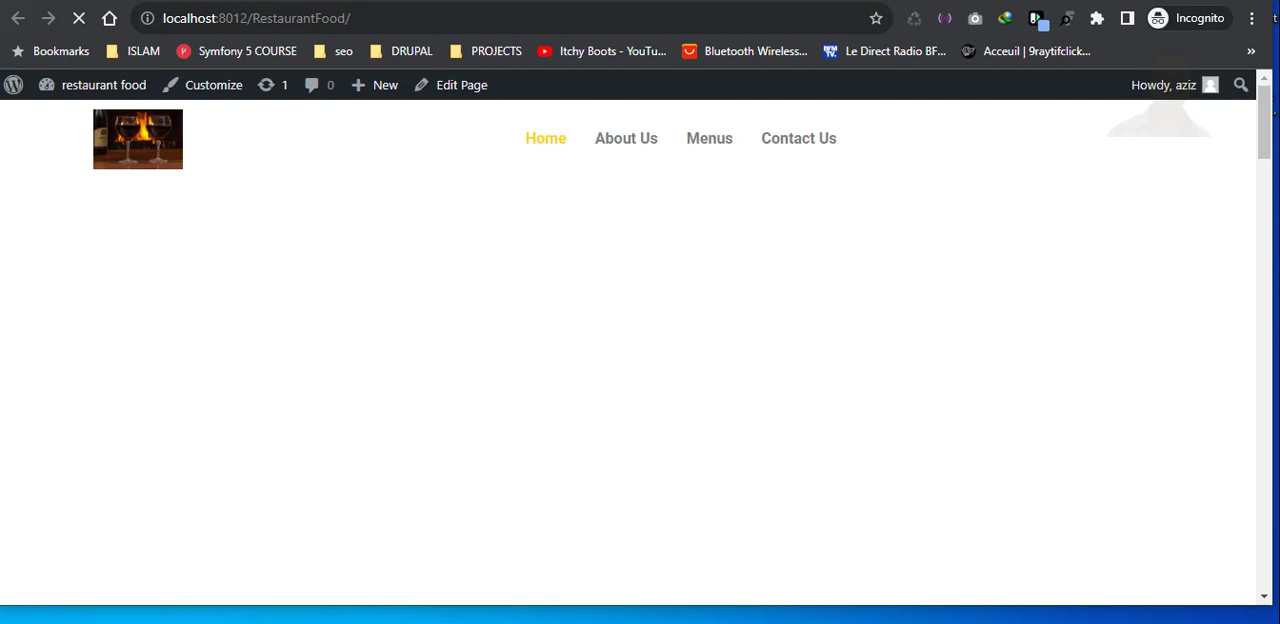 localhost:8012/RestaurantFood/ Incognito
Bookmarks ISLAM Symfony 5 COURSE seo DRUPAL PROJECTS Itchy Boots - YouTu... Bluetooth Wireless... Le Direct Radio BF... Acceuil | 9raytifclick... »
restaurant food Customize 1 0 New Edit Page Howdy, aziz
Home About Us Menus Contact Us